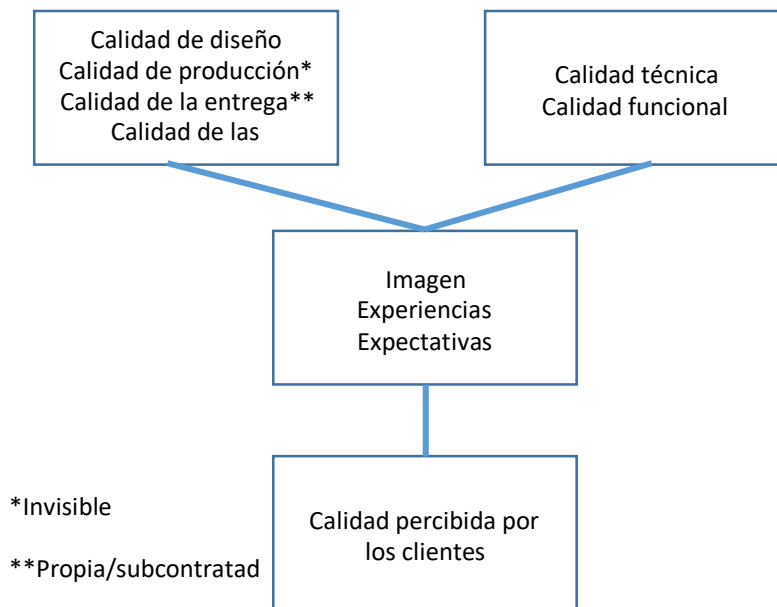 Calidad de diseño
Calidad de producción*
Calidad de la entrega**
Calidad de las
Calidad técnica
Calidad funcional
Imagen
Experiencias
Expectativas
Calidad percibida por
los clientes
*Invisible
**Propia/subcontratad